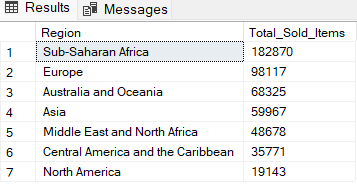 Results Messages
Region Total_Sold_Items
1 Sub-Saharan Africa 182870
2 Europe 98117
3 Australia and Oceania 68325
4 Asia 59967
5 Middle East and North Africa 48678
6 Central America and the Caribbean 35771
7 North America 19143